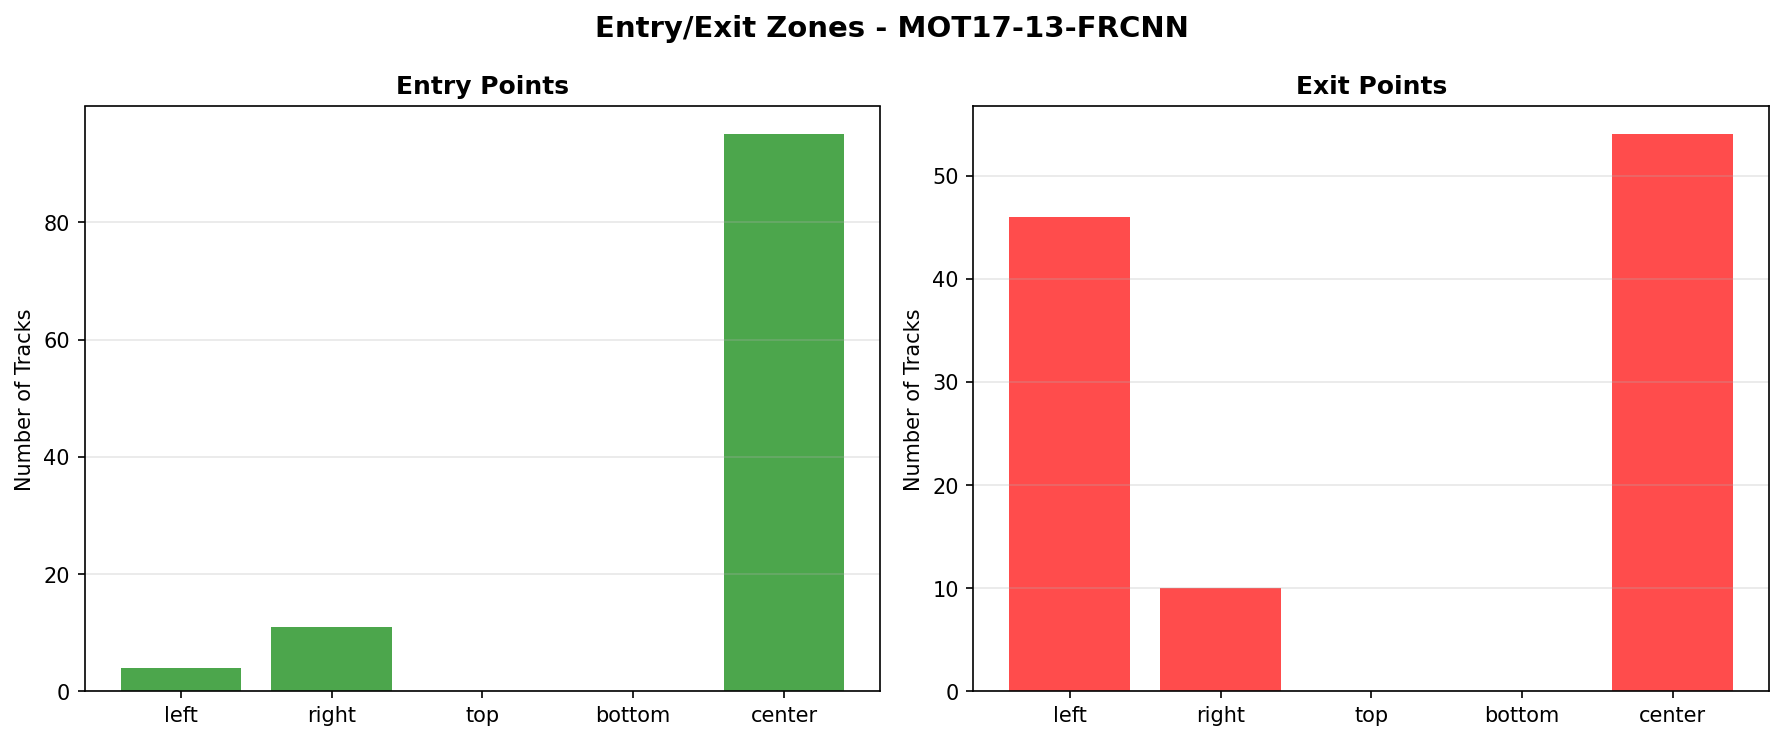 Entry/Exit Zones - MOT17-13-FRCNN
Entry Points
Number of Tracks
80
60
40
20
0
left right top bottom center
Exit Points
Number of Tracks
50
40
30
20
10
0
left right top bottom center